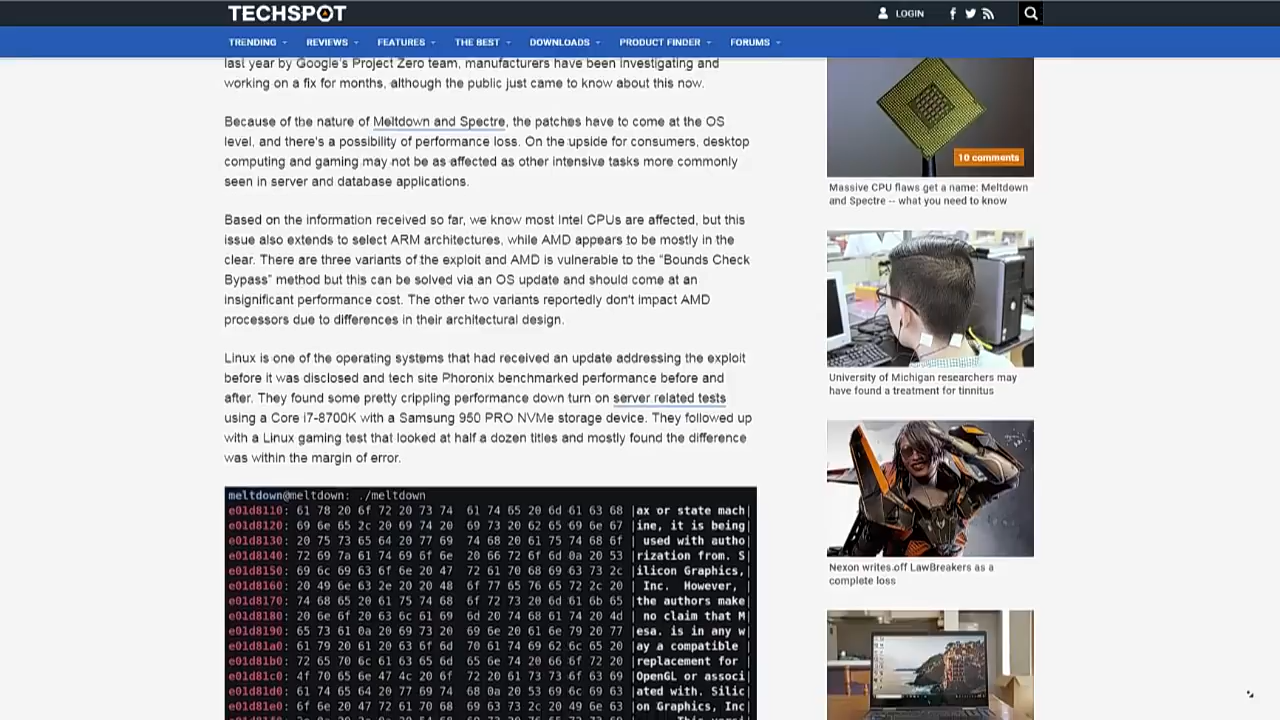 TECHSPOT
LOGIN
TRENDING
REVIEWS
FEATURES
THE BEST
DOWNLOADS
PRODUCT FINDER
FORUMS
last year by Google's Project Zero team, manufacturers have been investigating and
working on a fix for months, although the public just came to know about this now.
Because of the nature of Meltdown and Spectre, the patches have to come at the OS
level, and there's a possibility of performance loss. On the upside for consumers, desktop
computing and gaming may not be as affected as other intensive tasks more commonly
seen in server and database applications.
Based on the information received so far, we know most Intel CPUs are affected, but this
issue also extends to select ARM architectures, while AMD appears to be mostly in the
clear. There are three variants of the exploit and AMD is vulnerable to the “Bounds Check
Bypass” method but this can be solved via an OS update and should come at an
insignificant performance cost. The other two variants reportedly don't impact AMD
processors due to differences in their architectural design.
Linux is one of the operating systems that had received an update addressing the exploit
before it was disclosed and tech site Phoronix benchmarked performance before and
after. They found some pretty crippling performance down turn on server related tests
using a Core i7-8700K with a Samsung 950 PRO NVMe storage device. They followed up
with a Linux gaming test that looked at half a dozen titles and mostly found the difference
was within the margin of error.
meltdown@meltdown: ./meltdown
e01d8110: 61 78 20 6f 72 20 73 74 61 74 65 20 6d 61 63 68 |ax or state mach|
e01d8120: 69 6e 65 2c 20 69 74 20 69 73 20 62 65 69 6e 67 |ine, it is being|
e01d8130: 20 75 73 65 64 20 77 69 74 68 20 61 75 74 68 6f | used with autho|
e01d8140: 72 69 7a 61 74 69 6f 6e 20 66 72 6f 6d 0a 20 53 |rization from. S|
e01d8150: 69 6c 69 63 6f 6e 20 47 72 61 70 68 69 63 73 2c |ilicon Graphics,|
e01d8160: 20 49 6e 63 2e 20 20 48 6f 77 65 76 65 72 2c 20 | Inc.  However, |
e01d8170: 74 68 65 20 61 75 74 68 6f 72 73 20 6d 61 6b 65 |the authors make|
e01d8180: 20 6e 6f 20 63 6c 61 69 6d 20 74 68 61 74 20 4d | no claim that M|
e01d8190: 65 73 61 0a 20 69 73 20 69 6e 20 61 6e 79 20 77 |esa. is in any w|
e01d81a0: 61 79 20 61 20 63 6f 6d 70 61 74 69 62 6c 65 20 |ay a compatible |
e01d81b0: 72 65 70 6c 61 63 65 6d 65 6e 74 20 66 6f 72 20 |replacement for |
e01d81c0: 4f 70 65 6e 47 4c 20 6f 72 20 61 73 73 6f 63 69 |OpenGL or associ|
e01d81d0: 61 74 65 64 20 77 69 74 68 0a 20 53 69 6c 69 63 |ated with. Silic|
e01d81e0: 6f 6e 20 47 72 61 70 68 69 63 73 2c 20 49 6e 63 |on Graphics, Inc|
10 comments
Massive CPU flaws get a name: Meltdown
and Spectre -- what you need to know
University of Michigan researchers may
have found a treatment for tinnitus
Nexon writes off LawBreakers as a
complete loss